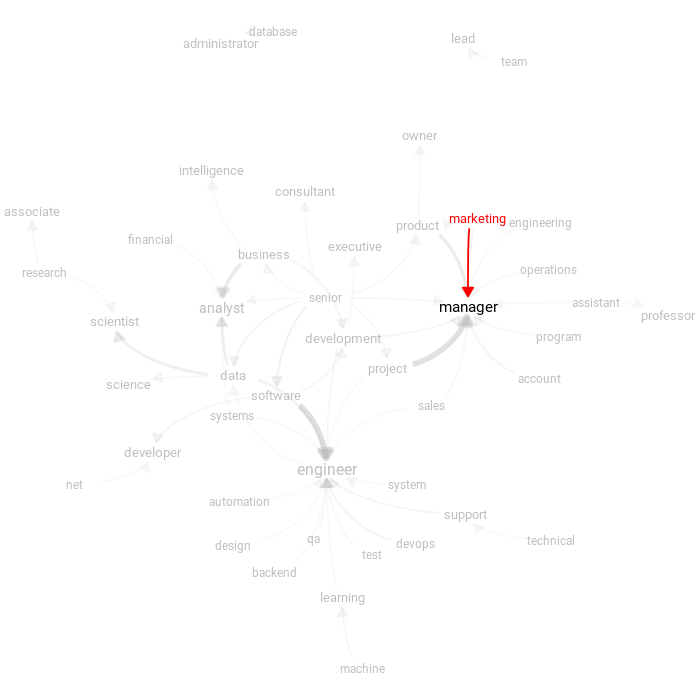 database
administrator
lead
team
owner
intelligence
consultant
associate
marketing
product
engineering
financial
executive
business
research
operations
senior
assistant
analyst
manager
professor
scientist
program
development
project
data
account
science
software
sales
systems
developer
engineer
net
system
automation
support
qa
technical
design
devops
test
backend
learning
machine